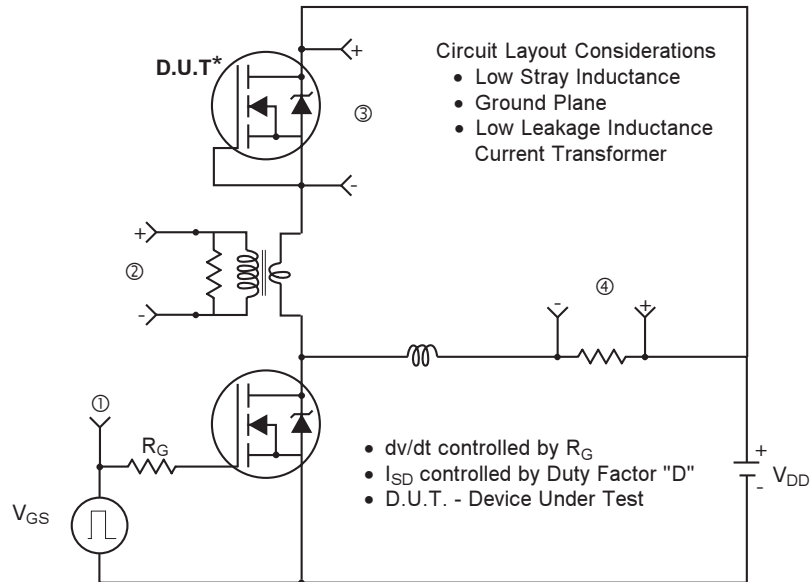 D.U.T*
+
③
-
Circuit Layout Considerations
• Low Stray Inductance
• Ground Plane
• Low Leakage Inductance
Current Transformer
+
②
-
④
-
+
①
R_G
V_GS
• dv/dt controlled by R_G
• I_SD controlled by Duty Factor "D"
• D.U.T. - Device Under Test
+
-
V_DD